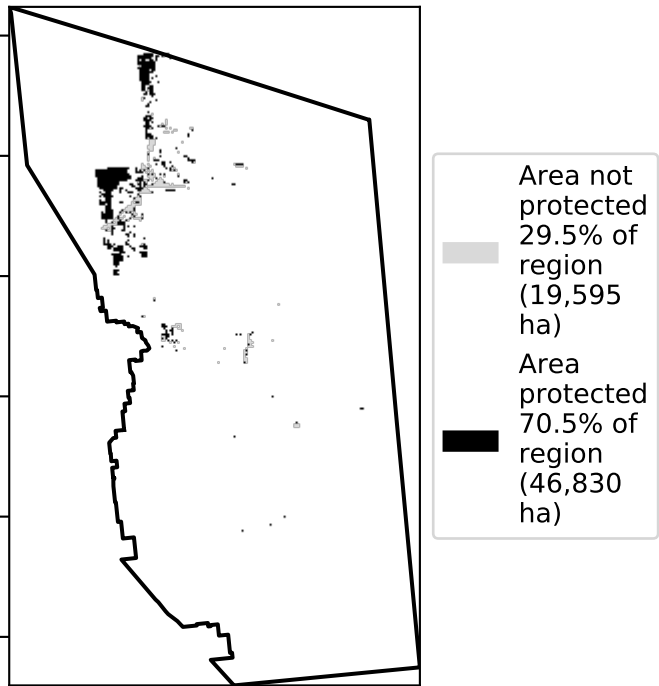 Area not
protected
29.5% of
region
(19,595
ha)
Area
protected
70.5% of
region
(46,830
ha)